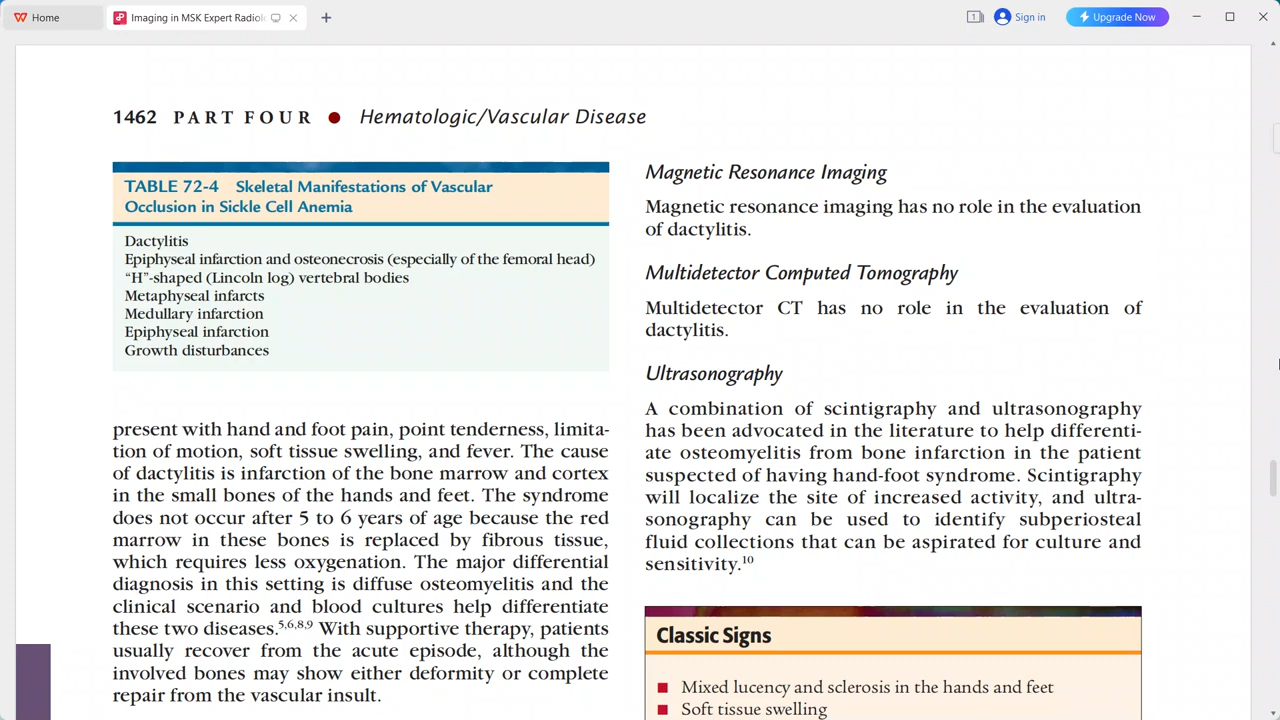 Home
Imaging in MSK Expert Radiol
1
Sign in
Upgrade Now
1462 PART FOUR ● Hematologic/Vascular Disease
TABLE 72-4 Skeletal Manifestations of Vascular
Occlusion in Sickle Cell Anemia
Dactylitis
Epiphyseal infarction and osteonecrosis (especially of the femoral head)
“H”-shaped (Lincoln log) vertebral bodies
Metaphyseal infarcts
Medullary infarction
Epiphyseal infarction
Growth disturbances
present with hand and foot pain, point tenderness, limita-
tion of motion, soft tissue swelling, and fever. The cause
of dactylitis is infarction of the bone marrow and cortex
in the small bones of the hands and feet. The syndrome
does not occur after 5 to 6 years of age because the red
marrow in these bones is replaced by fibrous tissue,
which requires less oxygenation. The major differential
diagnosis in this setting is diffuse osteomyelitis and the
clinical scenario and blood cultures help differentiate
these two diseases.5,6,8,9 With supportive therapy, patients
usually recover from the acute episode, although the
involved bones may show either deformity or complete
repair from the vascular insult.
Magnetic Resonance Imaging
Magnetic resonance imaging has no role in the evaluation
of dactylitis.
Multidetector Computed Tomography
Multidetector CT has no role in the evaluation of
dactylitis.
Ultrasonography
A combination of scintigraphy and ultrasonography
has been advocated in the literature to help differenti-
ate osteomyelitis from bone infarction in the patient
suspected of having hand-foot syndrome. Scintigraphy
will localize the site of increased activity, and ultra-
sonography can be used to identify subperiosteal
fluid collections that can be aspirated for culture and
sensitivity.10
Classic Signs
■ Mixed lucency and sclerosis in the hands and feet
■ Soft tissue swelling